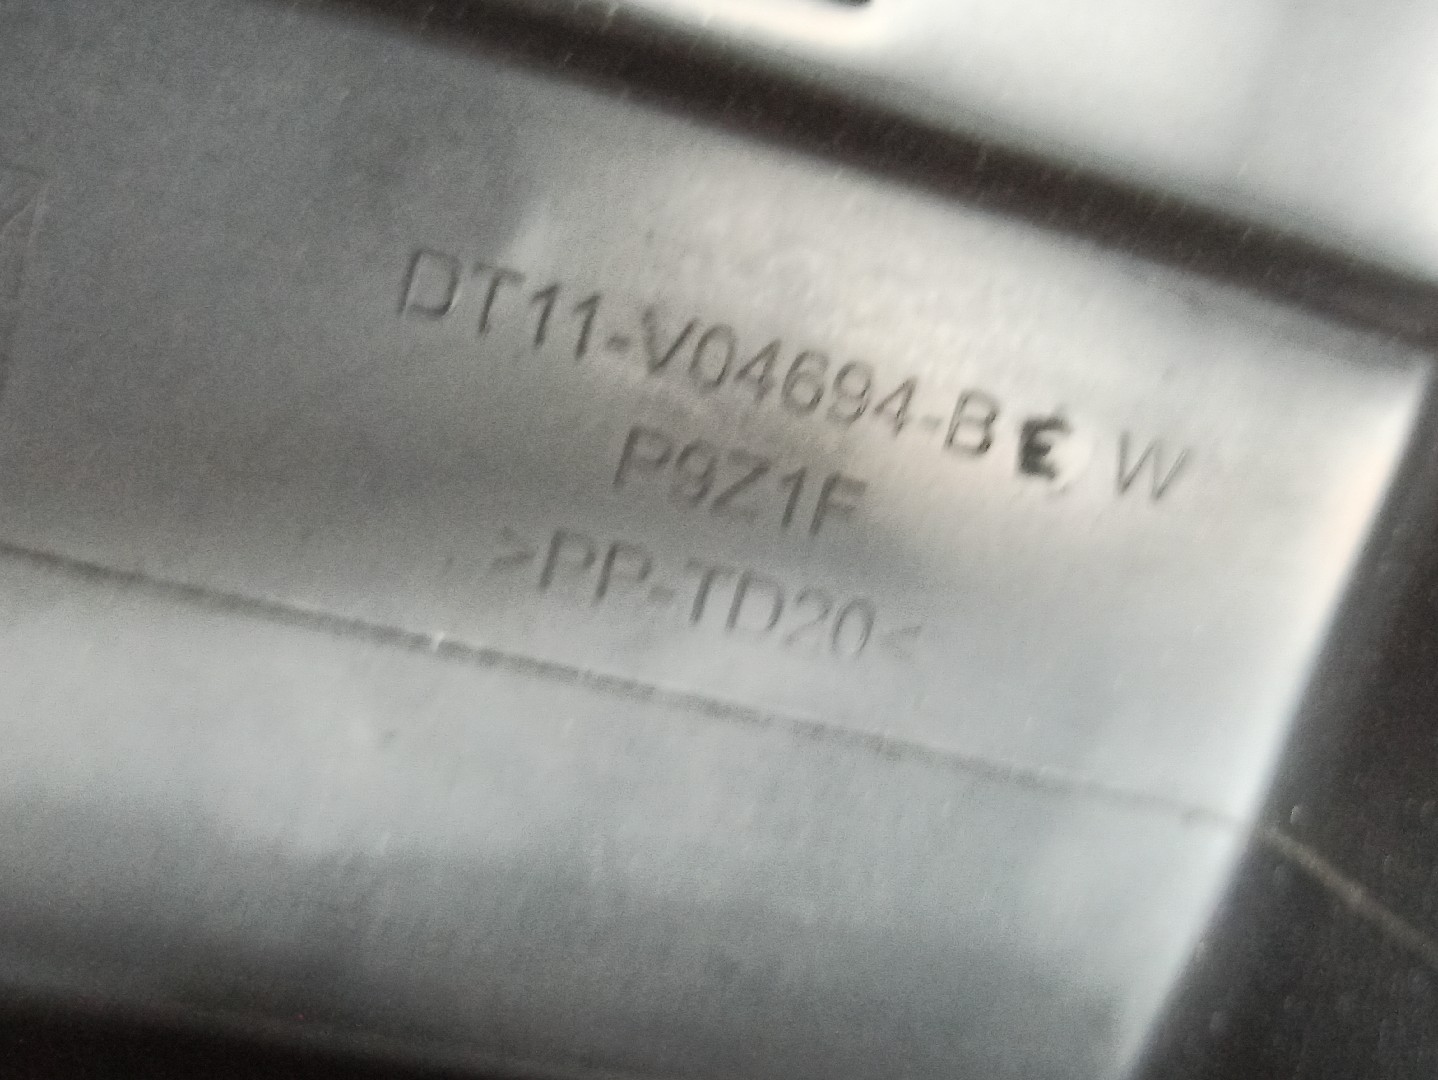 DT11-V04694-BE W
P9Z1F
>PP-TD20<